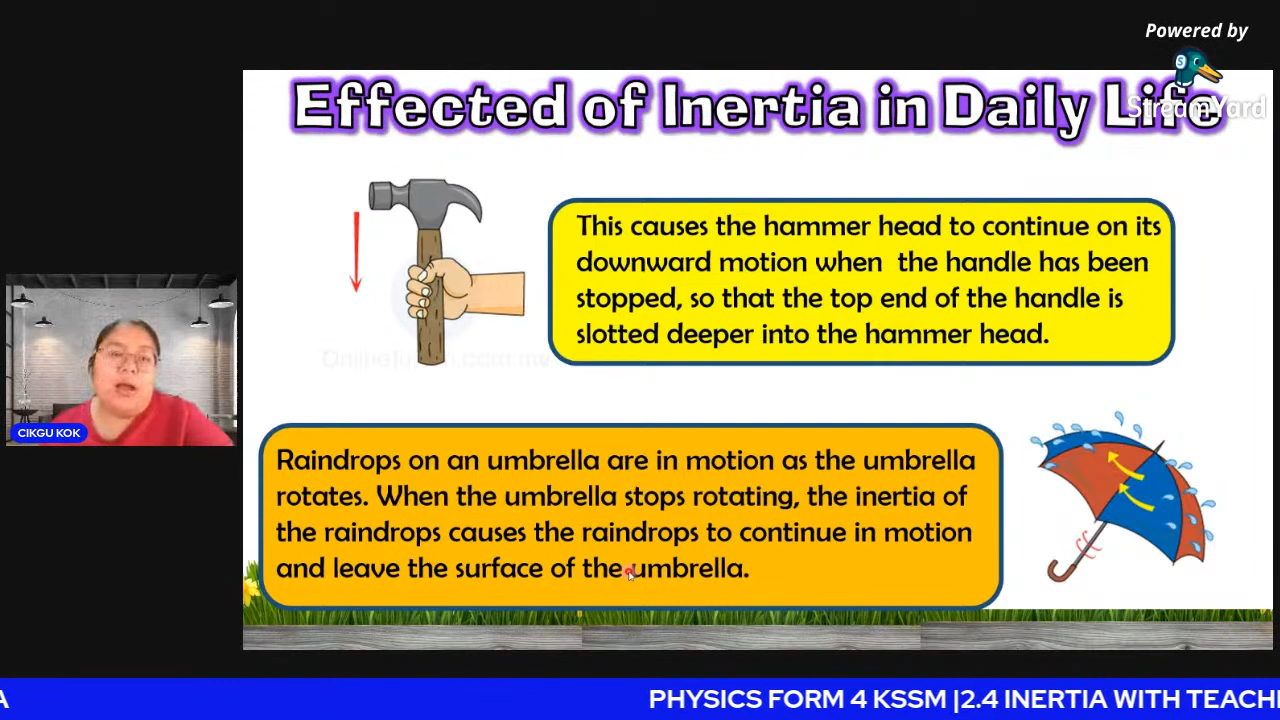 Powered by
StreamYard
Effected of Inertia in Daily Life
This causes the hammer head to continue on its
downward motion when the handle has been
stopped, so that the top end of the handle is
slotted deeper into the hammer head.
CIKGU KOK
Raindrops on an umbrella are in motion as the umbrella
rotates. When the umbrella stops rotating, the inertia of
the raindrops causes the raindrops to continue in motion
and leave the surface of the umbrella.
A
PHYSICS FORM 4 KSSM |2.4 INERTIA WITH TEACH